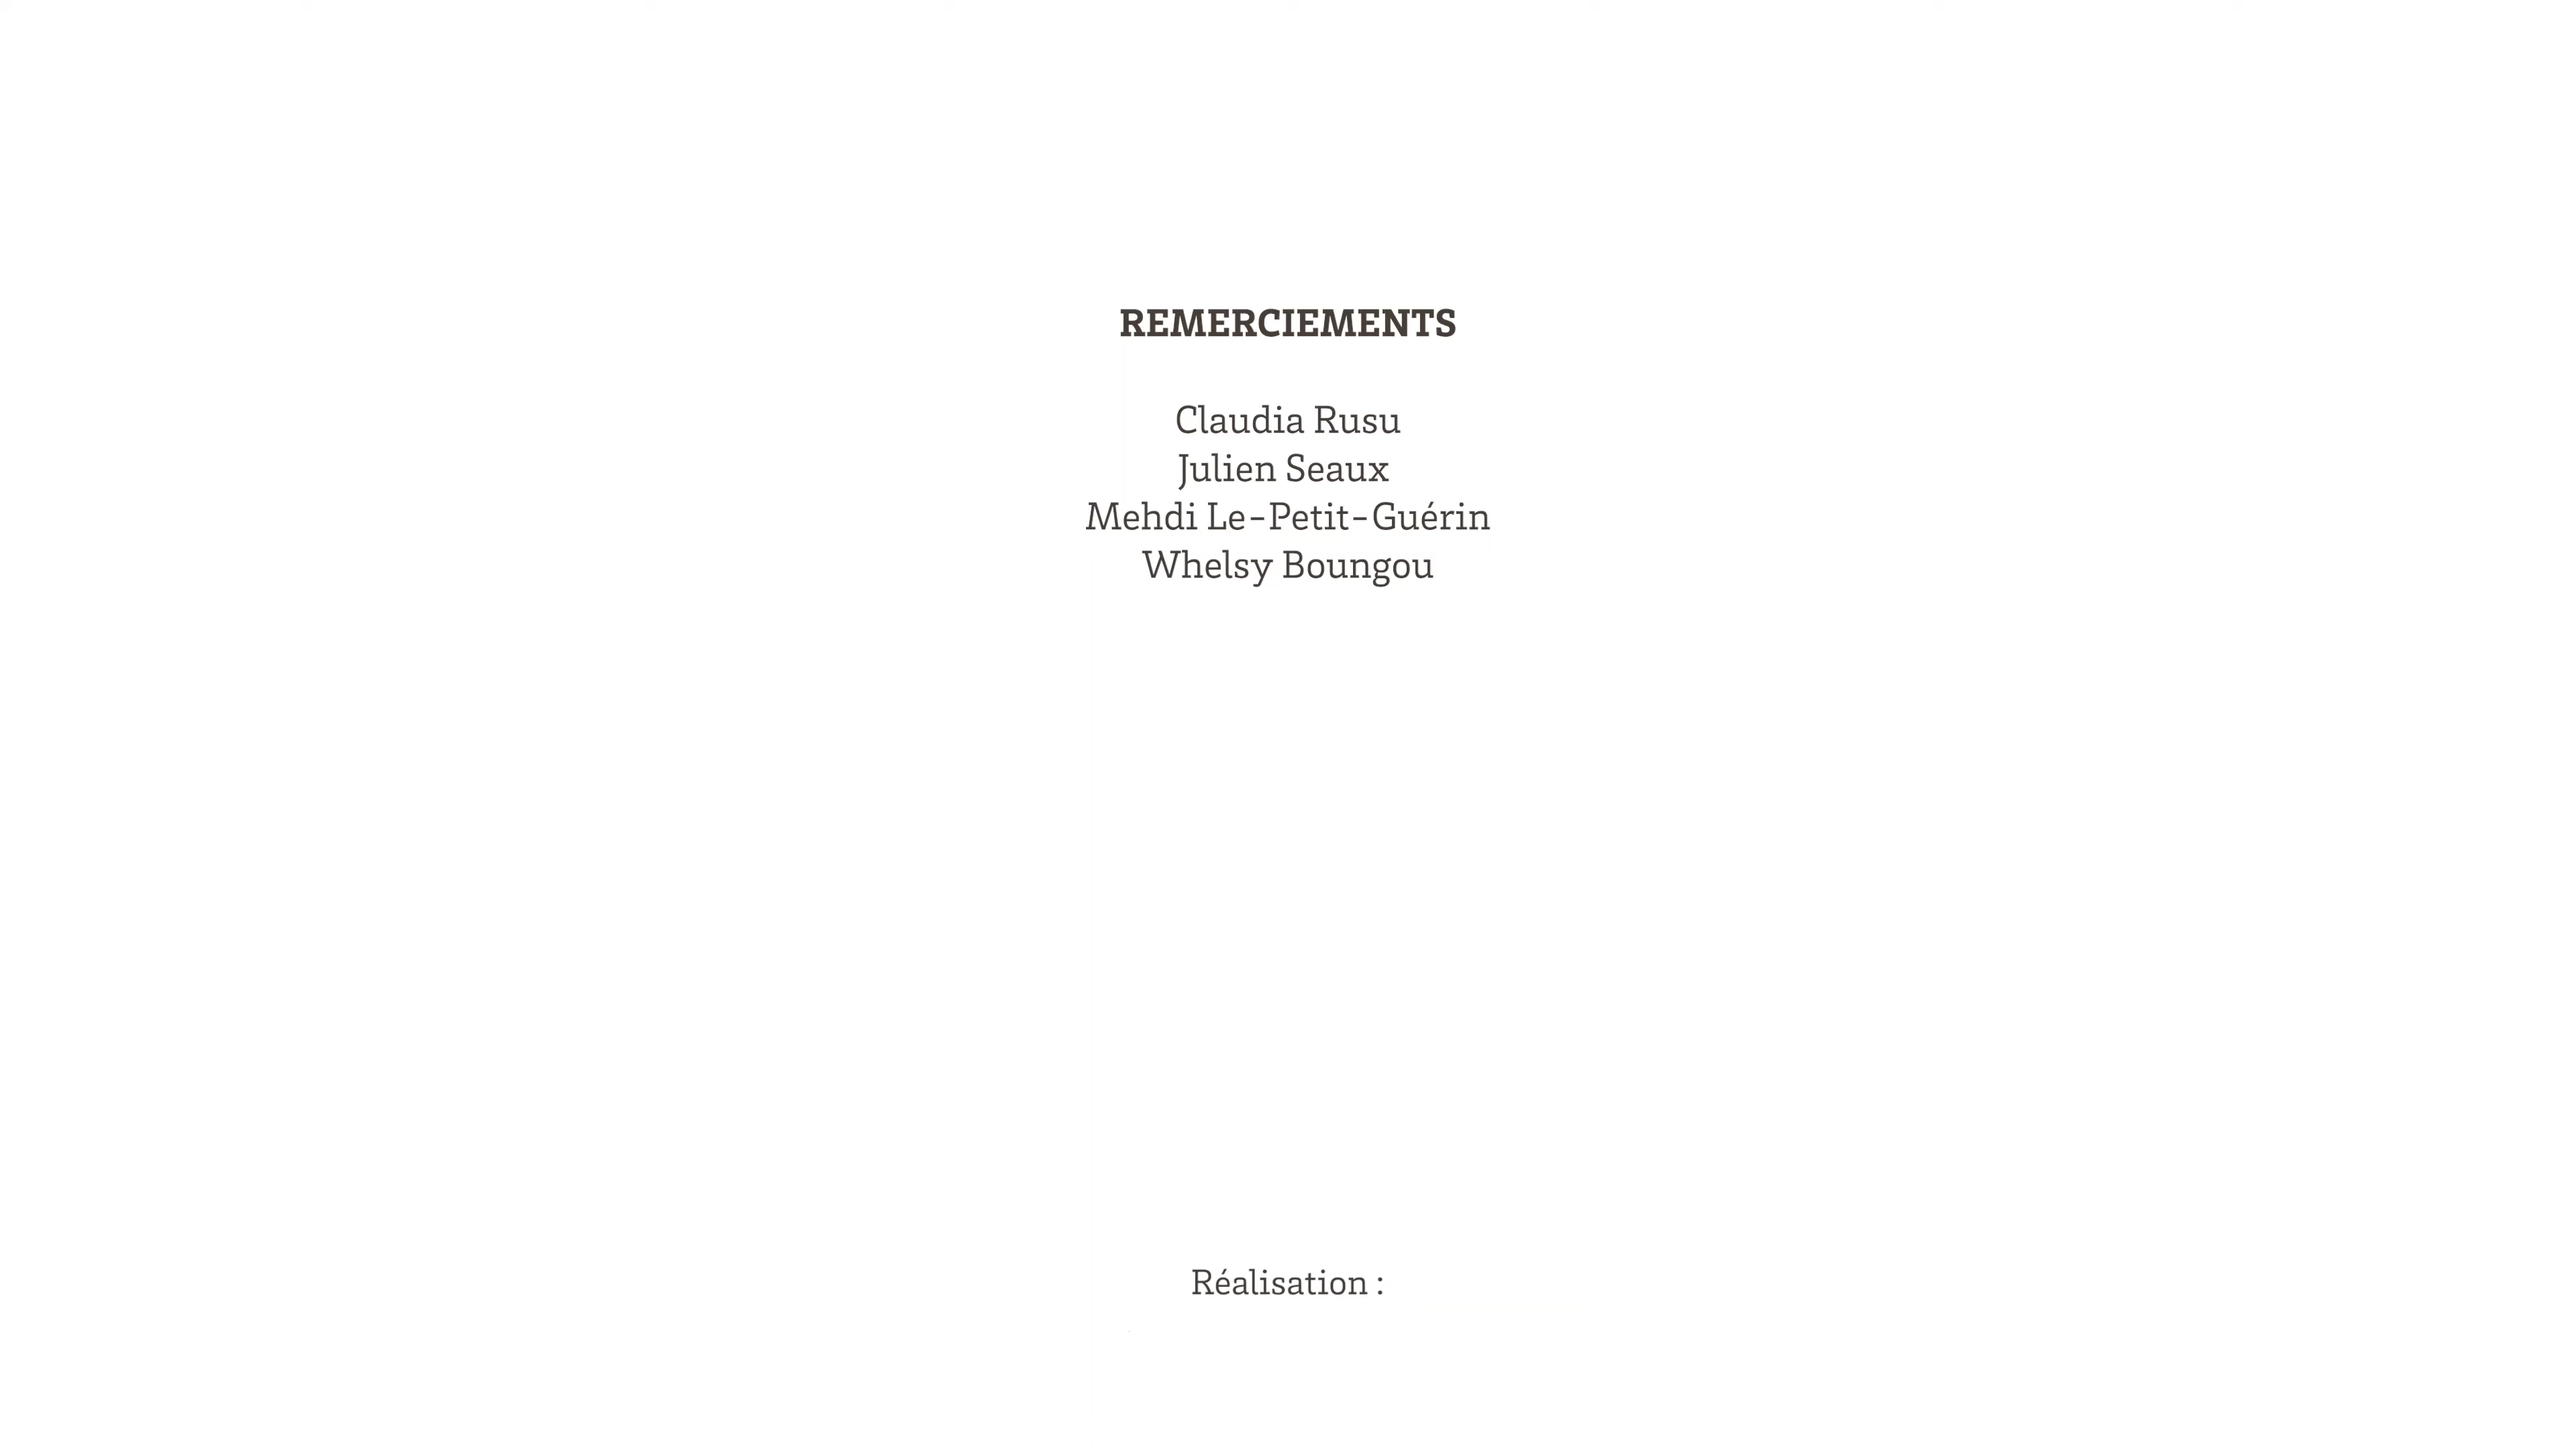 REMERCIEMENTS
Claudia Rusu
Julien Seaux
Mehdi Le-Petit-Guérin
Whelsy Boungou
Réalisation :